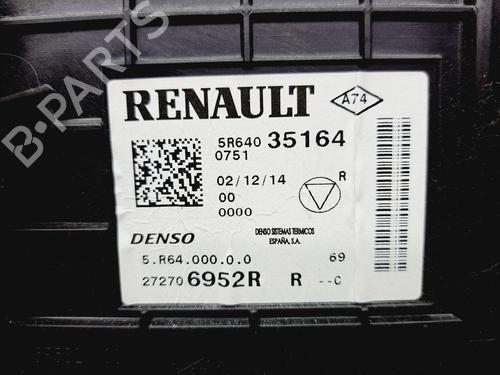 RENAULT
A74
5R640 35164
0751
02/12/14
R
00
0000
DENSO
DENSO SISTEMAS TERMICOS
ESPAÑA, S.A.
5.R64.000.0.0 69
27270 6952R R --C
B-PARTS